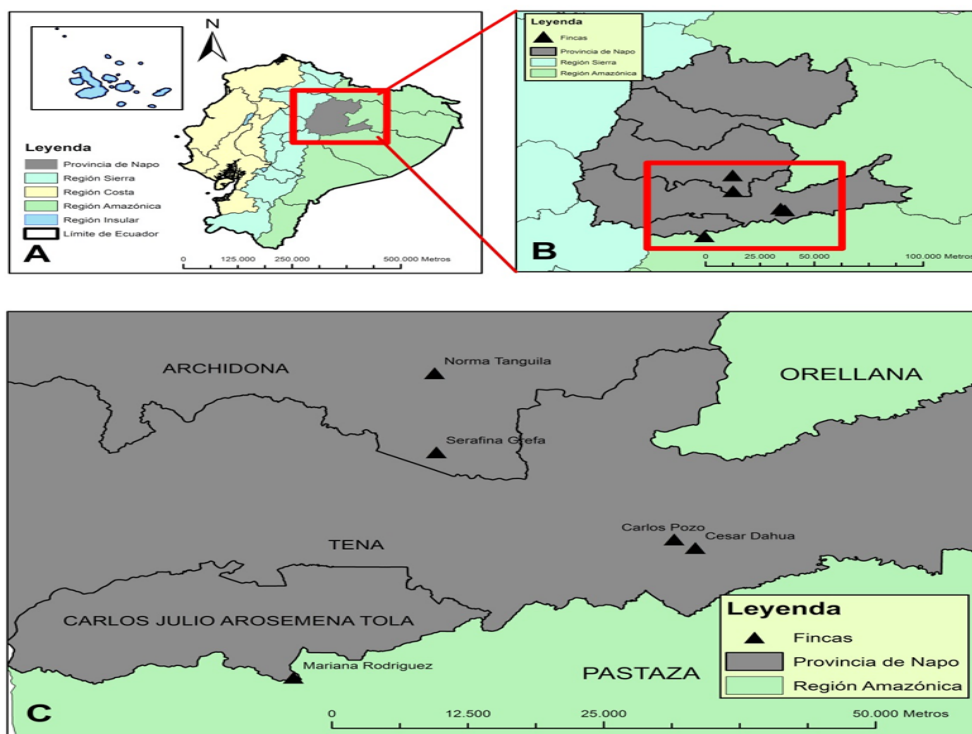 N
Leyenda
Provincia de Napo
Región Sierra
Región Costa
Región Amazónica
Región Insular
Límite de Ecuador
A
0 125.000 250.000 500.000 Metros
Leyenda
Fincas
Provincia de Napo
Región Sierra
Región Amazónica
B
0 25.000 50.000 100.000 Metros
ARCHIDONA
Norma Tanguila
ORELLANA
Serafina Grefa
Carlos Pozo
Cesar Dahua
TENA
CARLOS JULIO AROSEMENA TOLA
Mariana Rodriguez
PASTAZA
Leyenda
Fincas
Provincia de Napo
Región Amazónica
C
0 12.500 25.000 50.000 Metros